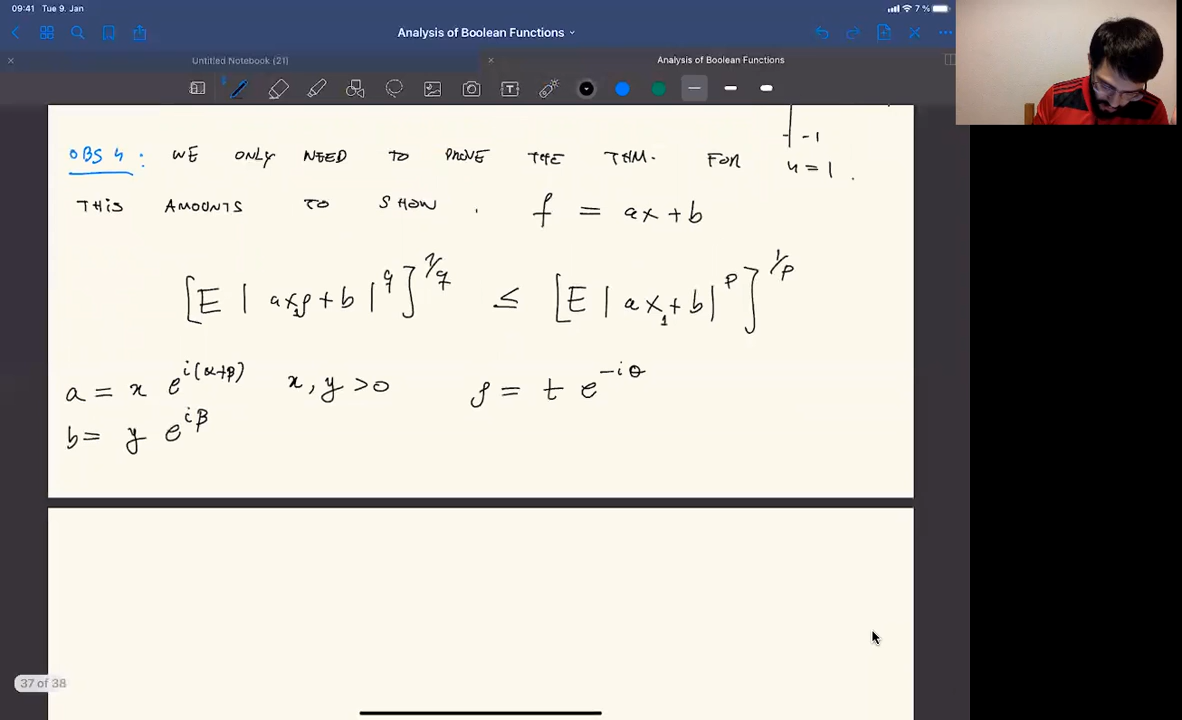 09:41 Tue 9. Jan
7 %
Analysis of Boolean Functions
Untitled Notebook (21)
Analysis of Boolean Functions
-1
OBS 4: WE ONLY NEED TO PROVE THE THM. FOR n = 1.
THIS AMOUNTS TO SHOW. f = ax + b
[E | ax₁ρ + b |^q]^{1/q} ≤ [E | ax₁ + b |^p]^{1/p}
a = x e^{i(α+β)} x, y > 0 ρ = t e^{-iθ}
b = y e^{iβ}
37 of 38